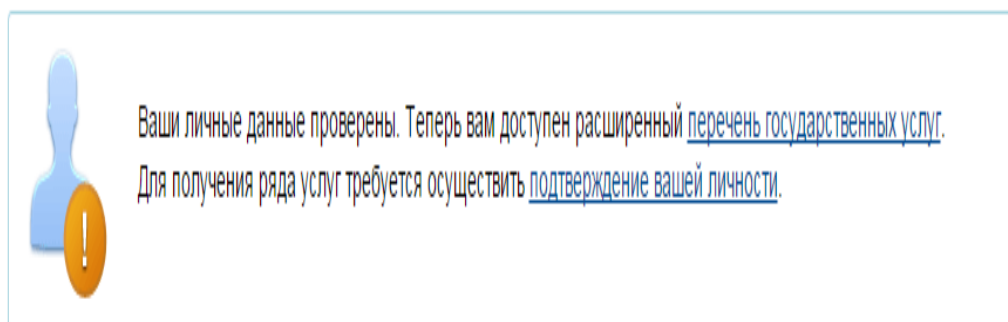 Ваши личные данные проверены. Теперь вам доступен расширенный перечень государственных услуг.
Для получения ряда услуг требуется осуществить подтверждение вашей личности.